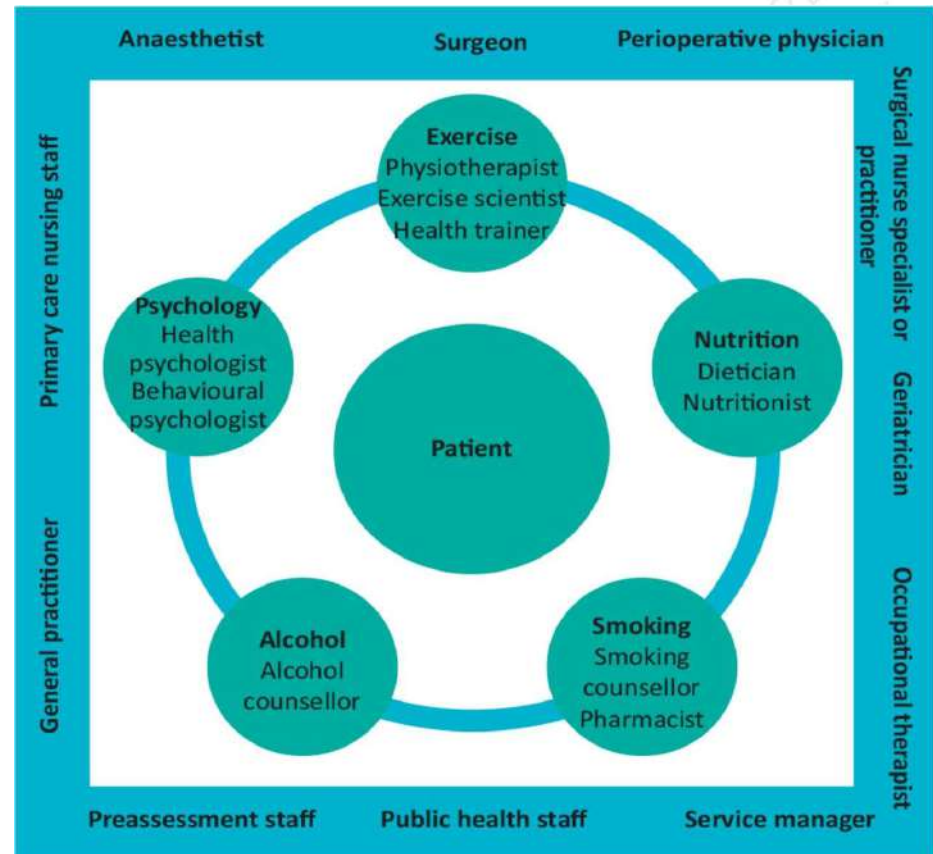 Anaesthetist
Surgeon
Perioperative physician
Primary care nursing staff
General practitioner
Exercise
Physiotherapist
Exercise scientist
Health trainer
Psychology
Health
psychologist
Behavioural
psychologist
Nutrition
Dietician
Nutritionist
Patient
Alcohol
Alcohol
counsellor
Smoking
Smoking
counsellor
Pharmacist
Surgical nurse specialist or
practitioner
Geriatrician
Occupational therapist
Preassessment staff
Public health staff
Service manager